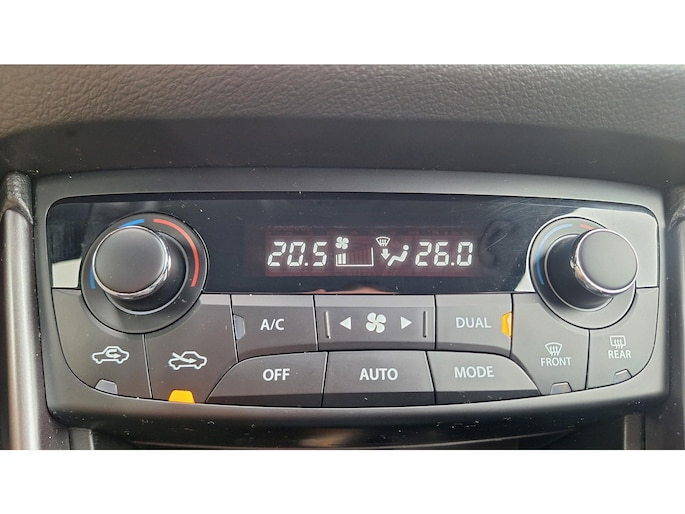 20.5 26.0
A/C DUAL
FRONT REAR
OFF AUTO MODE